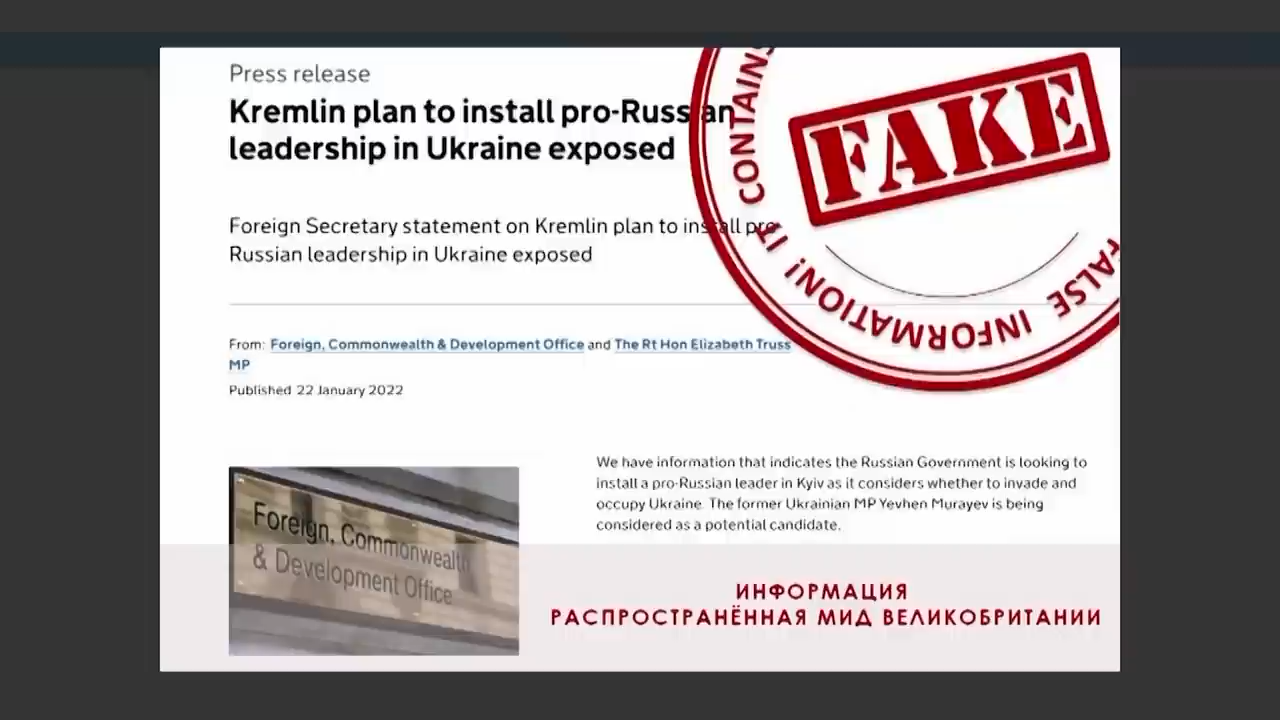 Press release
Kremlin plan to install pro-Russian
leadership in Ukraine exposed
Foreign Secretary statement on Kremlin plan to install pro-
Russian leadership in Ukraine exposed
From: Foreign, Commonwealth & Development Office and The Rt Hon Elizabeth Truss
MP
Published 22 January 2022
FAKE
IT CONTAINS
FALSE INFORMATION!
We have information that indicates the Russian Government is looking to
install a pro-Russian leader in Kyiv as it considers whether to invade and
occupy Ukraine. The former Ukrainian MP Yevhen Murayev is being
considered as a potential candidate.
Foreign, Commonwealth
& Development Office
ИНФОРМАЦИЯ
РАСПРОСТРАНЁННАЯ МИД ВЕЛИКОБРИТАНИИ